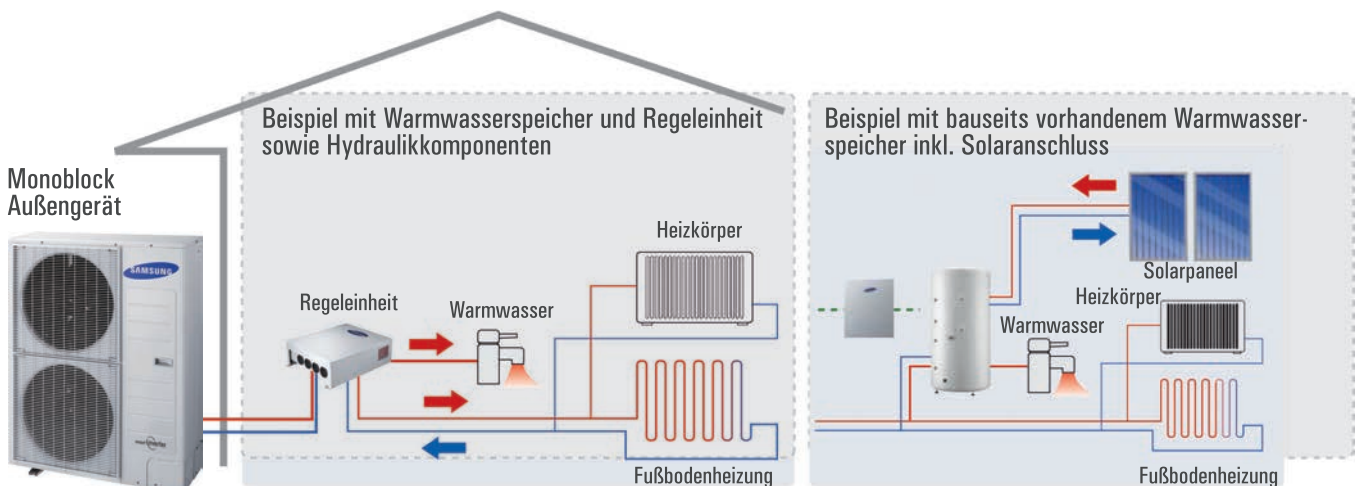 Beispiel mit Warmwasserspeicher und Regeleinheit
sowie Hydraulikkomponenten
Monoblock
Außengerät
SAMSUNG
Regeleinheit
Warmwasser
Heizkörper
Fußbodenheizung
Beispiel mit bauseits vorhandenem Warmwasser-
speicher inkl. Solaranschluss
Solarpaneel
Heizkörper
Warmwasser
Fußbodenheizung